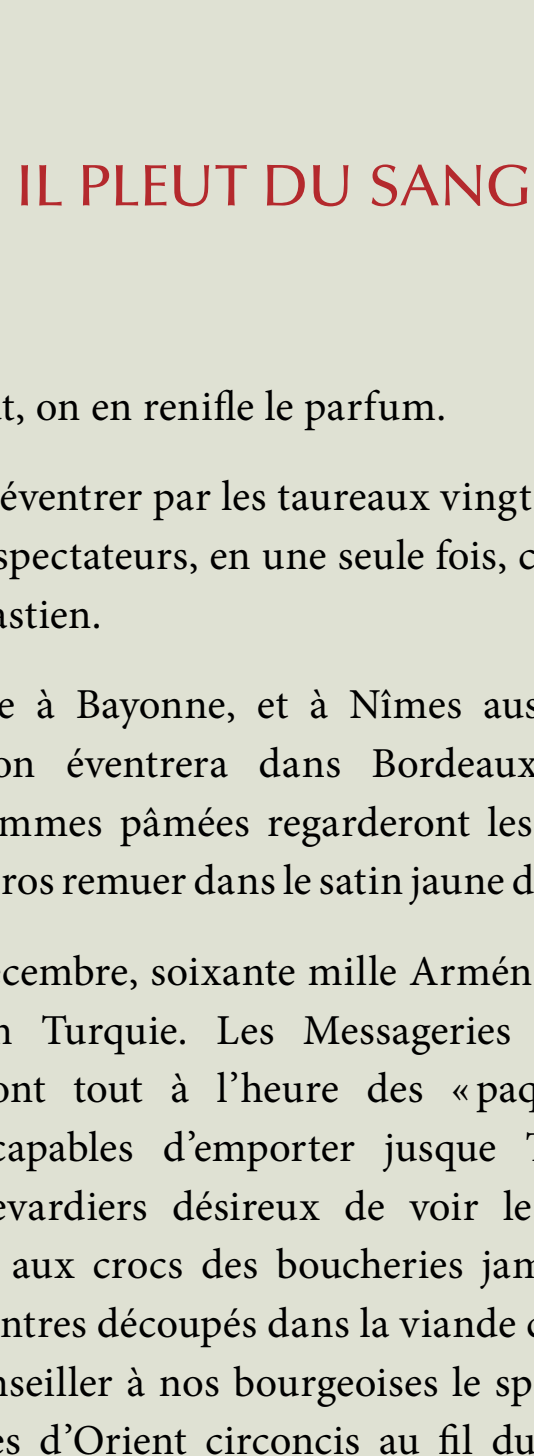 IL PLEUT DU SANG
t, on en renifle le parfum.
éventrer par les taureaux vingt
spectateurs, en une seule fois, c
astien.
e à Bayonne, et à Nîmes aus
on éventrera dans Bordeaux
mmes pâmées regarderont les
ros remuer dans le satin jaune d
cembre, soixante mille Armén
n Turquie. Les Messageries
ont tout à l’heure des « paq
capables d’emporter jusque T
evardiers désireux de voir le
aux crocs des boucheries jam
ntres découpés dans la viande
nseiller à nos bourgeoises le sp
es d’Orient circoncis au fil du